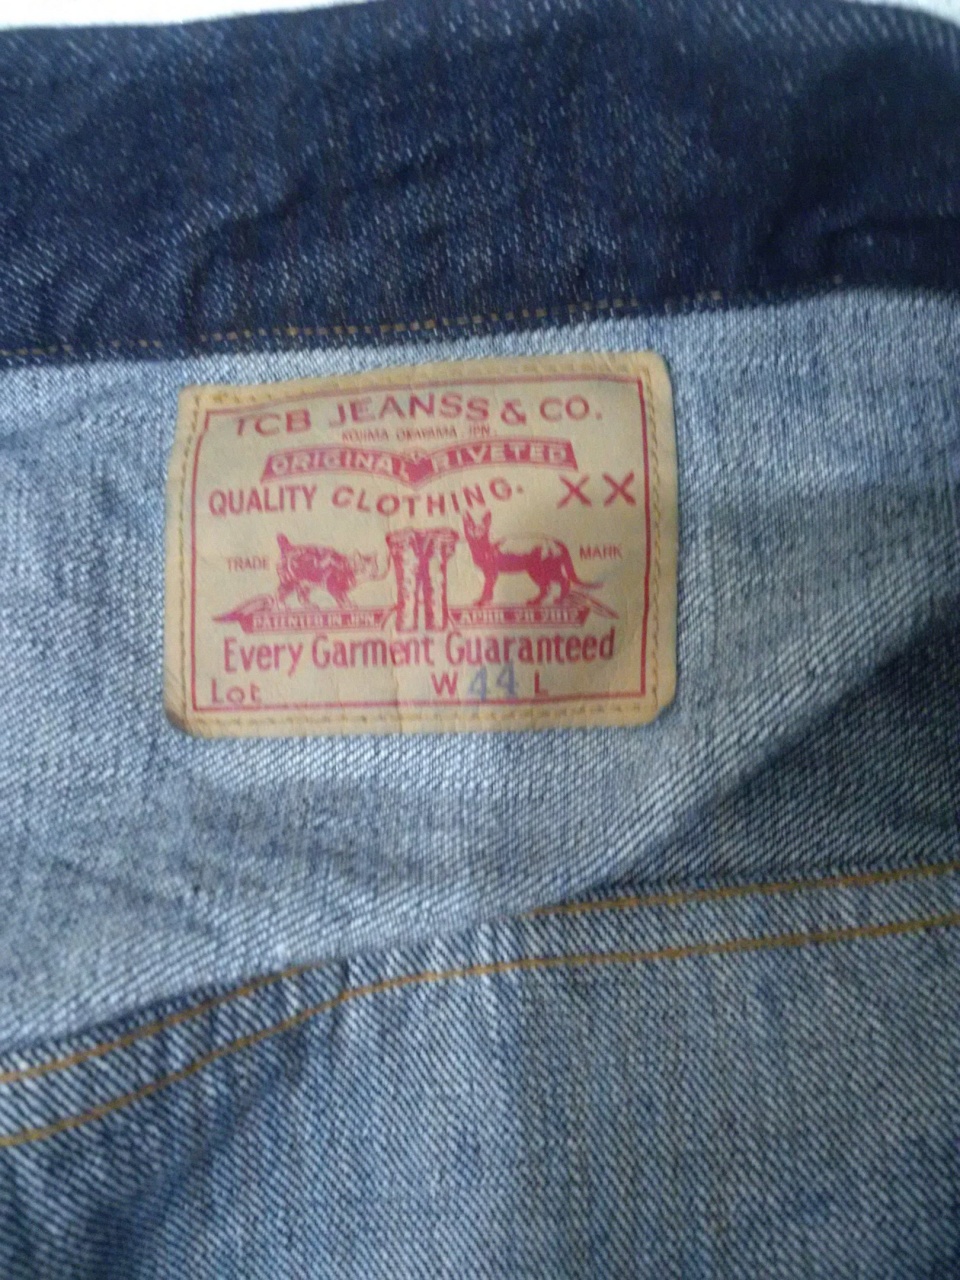 TCB JEANSS & CO.
KOJIMA OKAYAMA JPN.
ORIGINAL RIVETED
QUALITY CLOTHING. XX
TRADE MARK
PATENTED IN JPN. APRIL 28 2012
Every Garment Guaranteed
Lot W 44 L